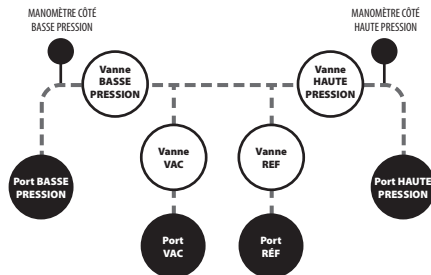 MANOMÈTRE CÔTÉ
BASSE PRESSION
MANOMÈTRE CÔTÉ
HAUTE PRESSION
Vanne
BASSE
PRESSION
Vanne
HAUTE
PRESSION
Vanne
VAC
Vanne
REF
Port BASSE
PRESSION
Port HAUTE
PRESSION
Port
VAC
Port
RÉF